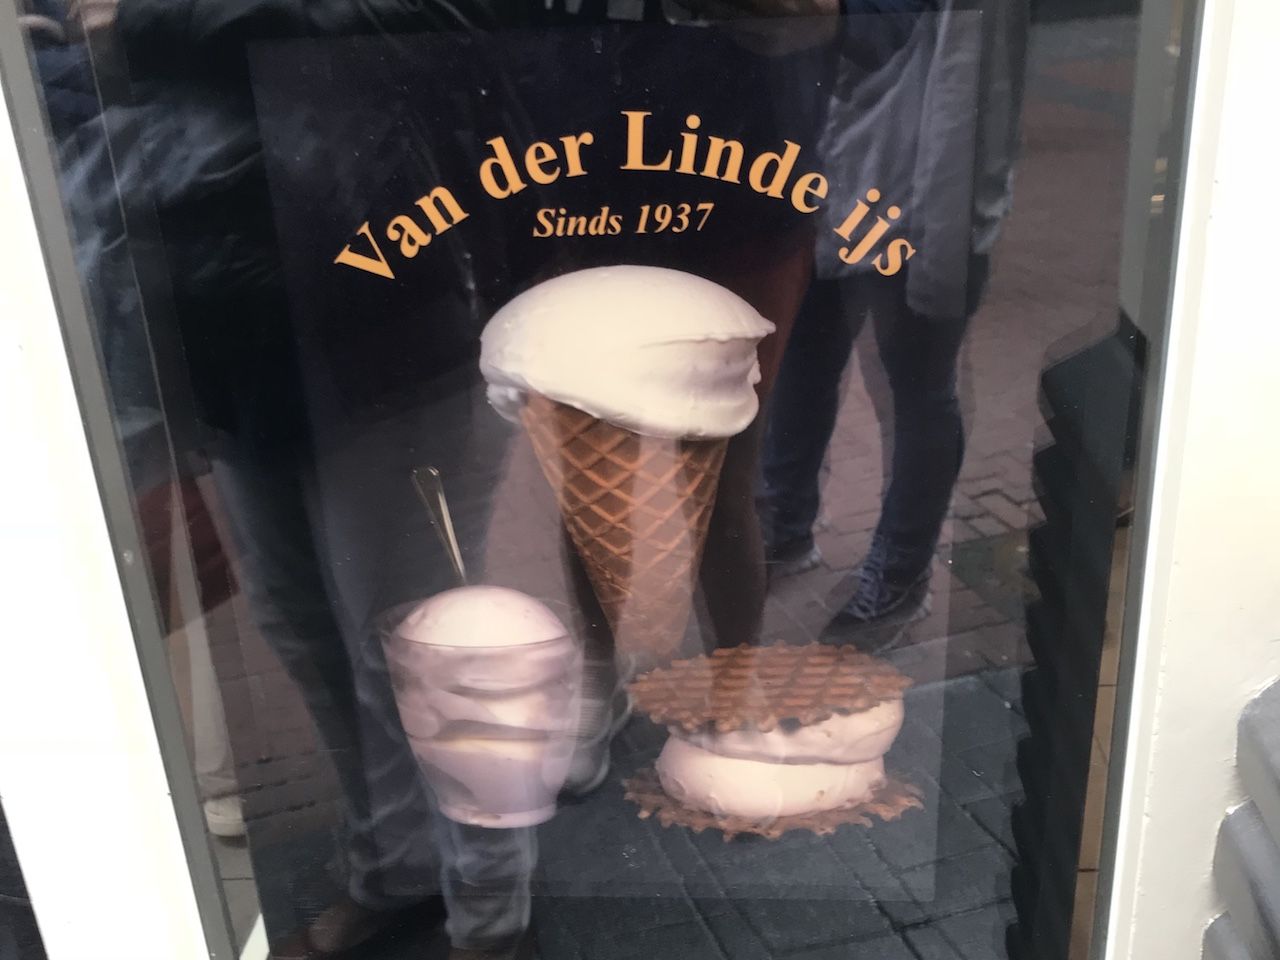 Van der Linde ijs
Sinds 1937